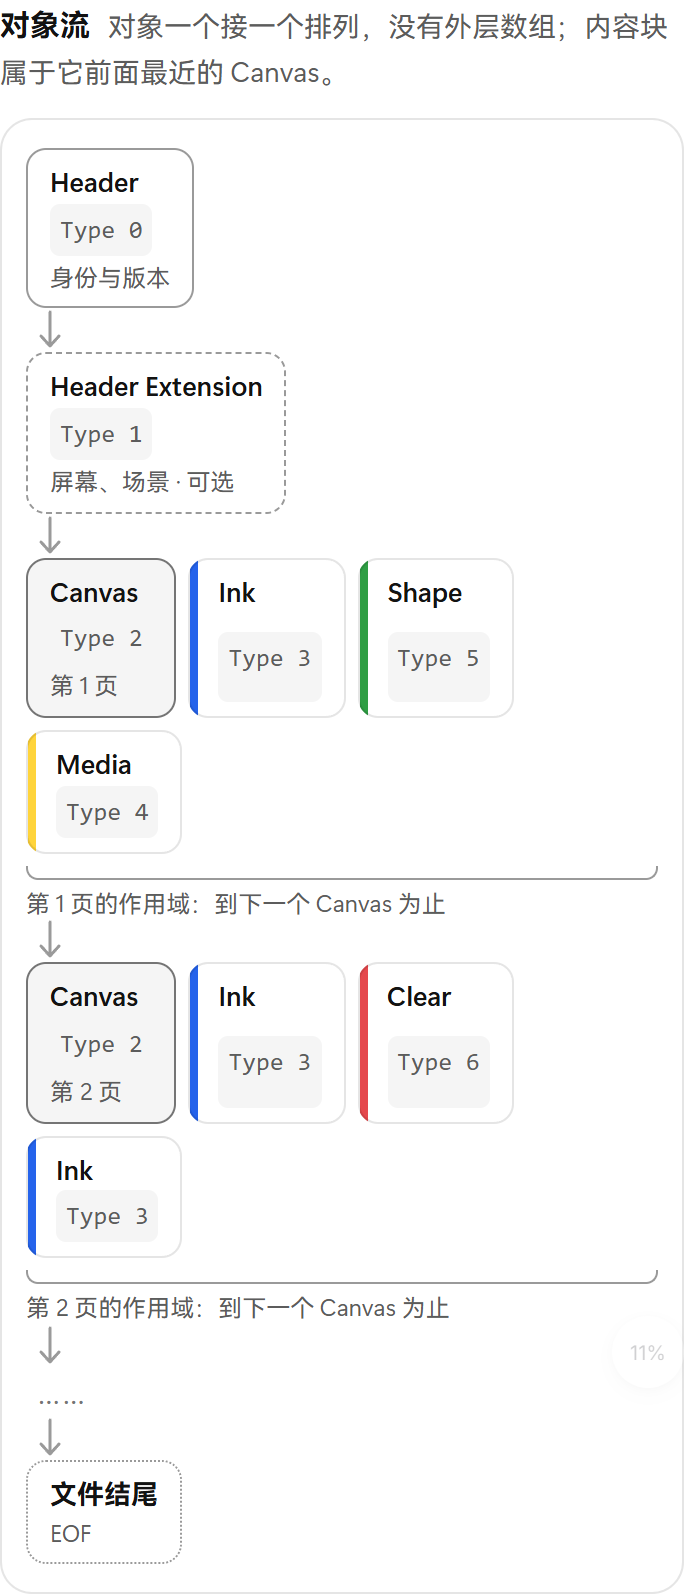 对象流 对象一个接一个排列，没有外层数组；内容块
属于它前面最近的 Canvas。
Header
Type 0
身份与版本
Header Extension
Type 1
屏幕、场景 · 可选
Canvas
Type 2
第 1 页
Ink
Type 3
Shape
Type 5
Media
Type 4
第 1 页的作用域：到下一个 Canvas 为止
Canvas
Type 2
第 2 页
Ink
Type 3
Clear
Type 6
Ink
Type 3
第 2 页的作用域：到下一个 Canvas 为止
11%
……
文件结尾
EOF